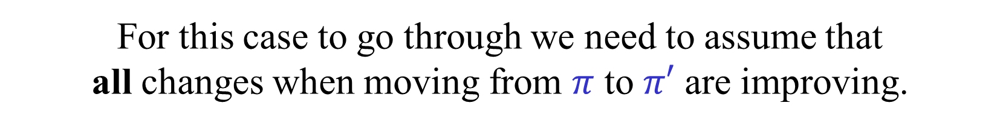 For this case to go through we need to assume that
all changes when moving from π to π′ are improving.